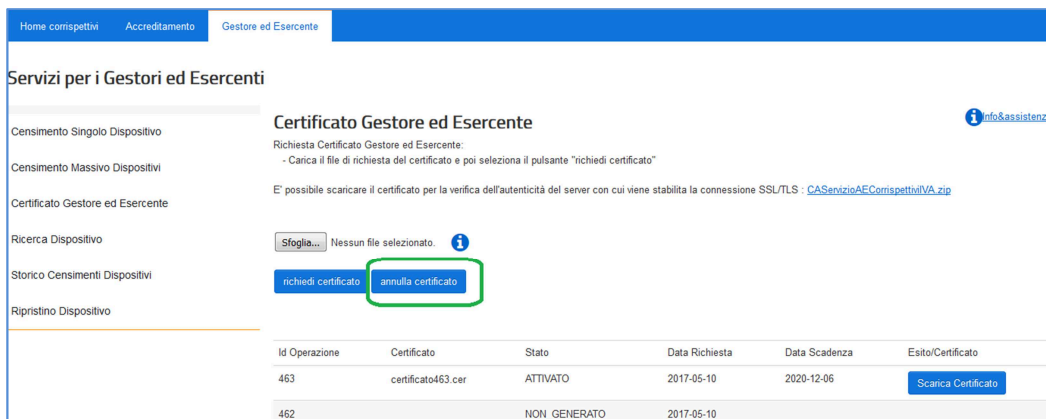 Home corrispettivi Accreditamento Gestore ed Esercente
Servizi per i Gestori ed Esercenti
Censimento Singolo Dispositivo
Censimento Massivo Dispositivi
Certificato Gestore ed Esercente
Ricerca Dispositivo
Storico Censimenti Dispositivi
Ripristino Dispositivo
Certificato Gestore ed Esercente
Info&assistenz
Richiesta Certificato Gestore ed Esercente:
- Carica il file di richiesta del certificato e poi seleziona il pulsante "richiedi certificato"
E' possibile scaricare il certificato per la verifica dell'autenticità del server con cui viene stabilita la connessione SSL/TLS : CAServizioAECorrispettiviIVA.zip
Sfoglia... Nessun file selezionato.
richiedi certificato annulla certificato
Id Operazione Certificato Stato Data Richiesta Data Scadenza Esito/Certificato
463 certificato463.cer ATTIVATO 2017-05-10 2020-12-06 Scarica Certificato
462 NON_GENERATO 2017-05-10